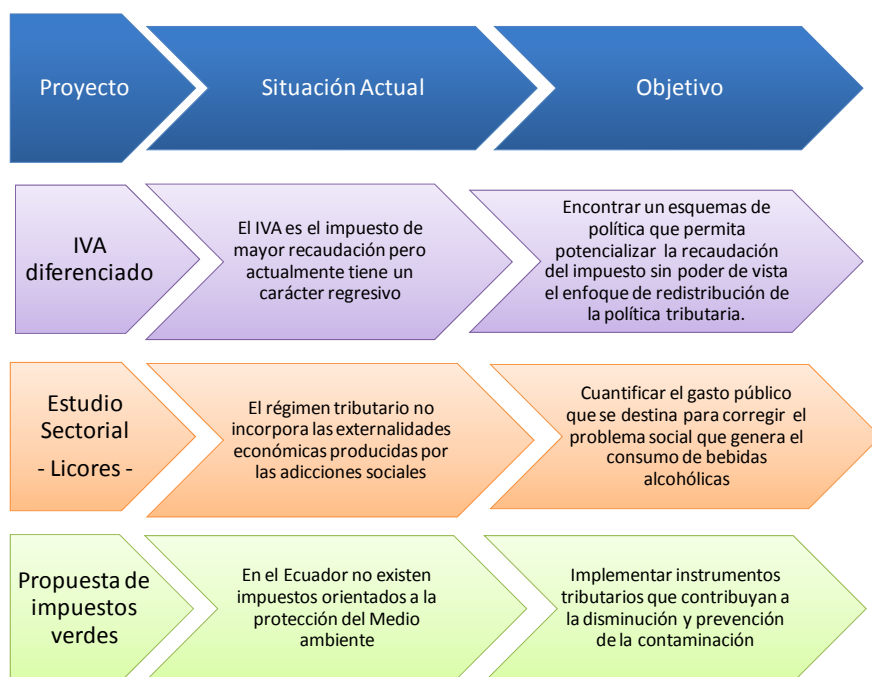 Proyecto
Situación Actual
Objetivo
IVA
diferenciado
El IVA es el impuesto de
mayor recaudación pero
actualmente tiene un
carácter regresivo
Encontrar un esquemas de
política que permita
potencializar la recaudación
del impuesto sin poder de vista
el enfoque de redistribución de
la política tributaria.
Estudio
Sectorial
- Licores -
El régimen tributario no
incorpora las externalidades
económicas producidas por
las adicciones sociales
Cuantificar el gasto público
que se destina para corregir el
problema social que genera el
consumo de bebidas
alcohólicas
Propuesta de
impuestos
verdes
En el Ecuador no existen
impuestos orientados a la
protección del Medio
ambiente
Implementar instrumentos
tributarios que contribuyan a
la disminución y prevención
de la contaminación